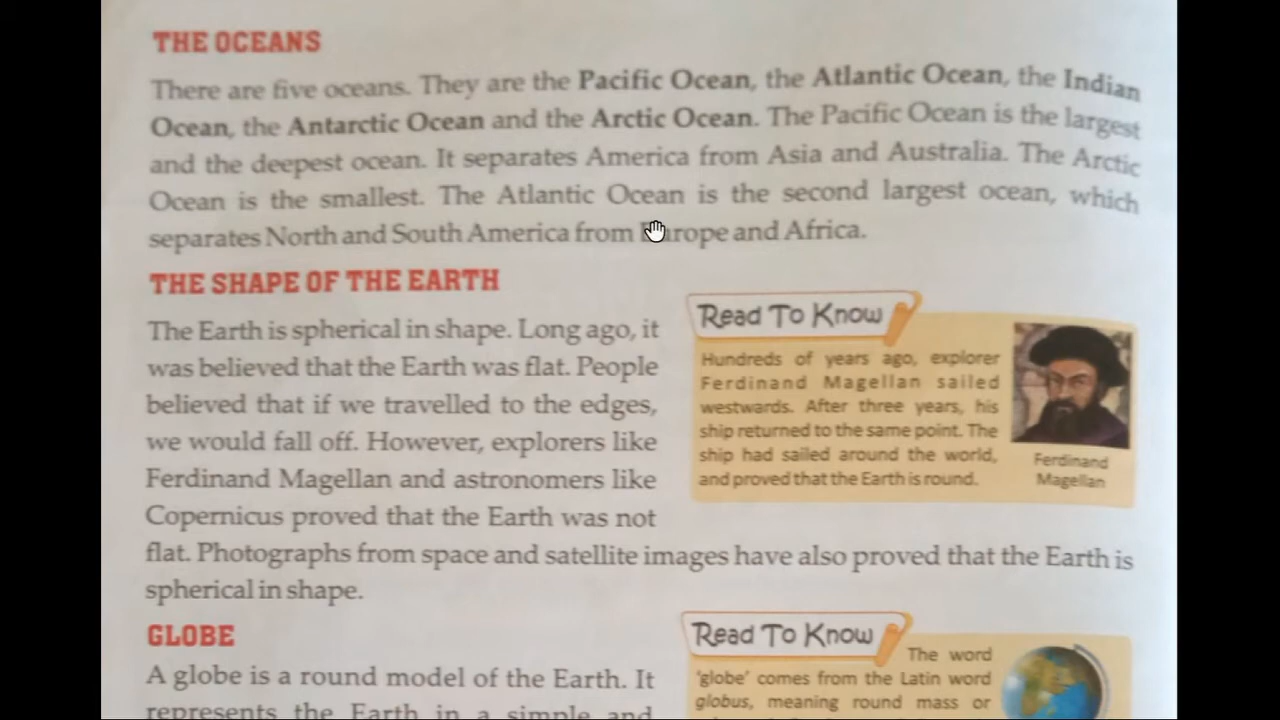 THE OCEANS
There are five oceans. They are the Pacific Ocean, the Atlantic Ocean, the Indian
Ocean, the Antarctic Ocean and the Arctic Ocean. The Pacific Ocean is the largest
and the deepest ocean. It separates America from Asia and Australia. The Arctic
Ocean is the smallest. The Atlantic Ocean is the second largest ocean, which
separates North and South America from Europe and Africa.
THE SHAPE OF THE EARTH
The Earth is spherical in shape. Long ago, it
was believed that the Earth was flat. People
believed that if we travelled to the edges,
we would fall off. However, explorers like
Ferdinand Magellan and astronomers like
Copernicus proved that the Earth was not
flat. Photographs from space and satellite images have also proved that the Earth is
spherical in shape.
Read To Know
Hundreds of years ago, explorer
Ferdinand Magellan sailed
westwards. After three years, his
ship returned to the same point. The
ship had sailed around the world,
and proved that the Earth is round.
Ferdinand
Magellan
GLOBE
A globe is a round model of the Earth. It
represents the Earth in a simple and
Read To Know
The word
'globe' comes from the Latin word
globus, meaning round mass or